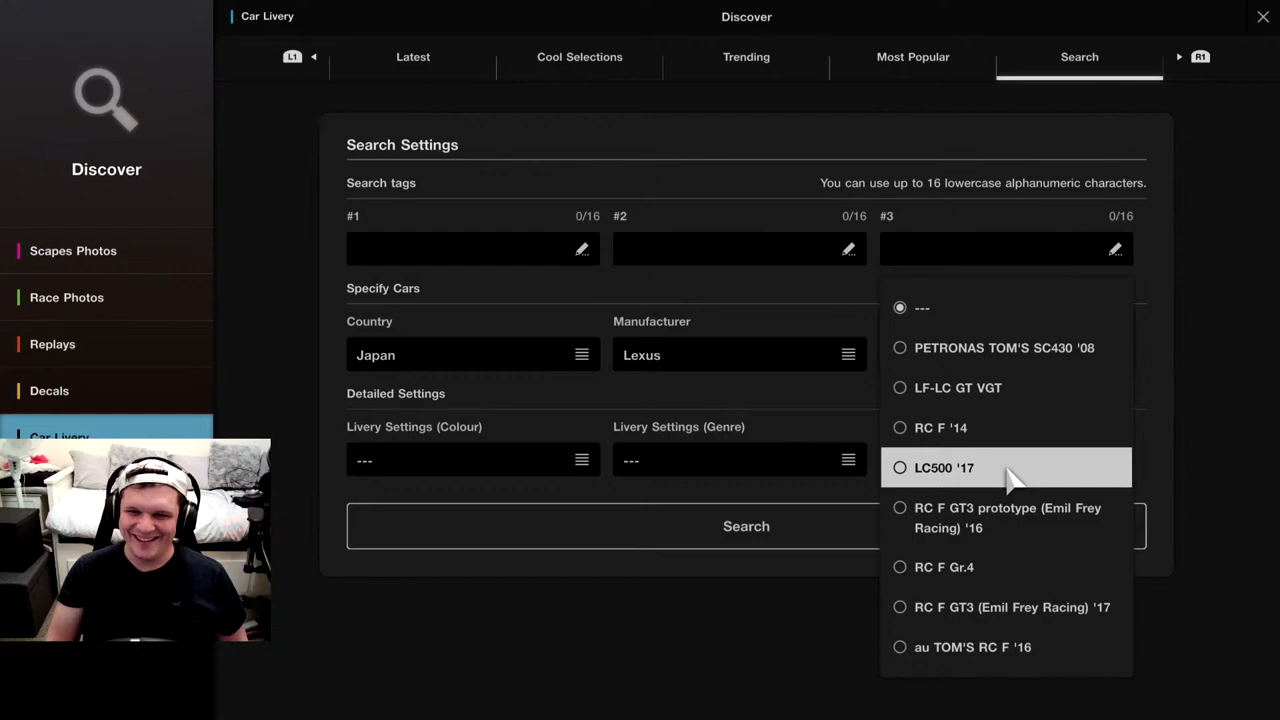 Car Livery
Discover
L1
Latest
Cool Selections
Trending
Most Popular
Search
R1
Discover
Scapes Photos
Race Photos
Replays
Decals
Car Livery
Search Settings
Search tags
You can use up to 16 lowercase alphanumeric characters.
#1
0/16
#2
0/16
#3
0/16
Specify Cars
Country
Manufacturer
Japan
Lexus
Detailed Settings
Livery Settings (Colour)
Livery Settings (Genre)
---
---
Search
---
PETRONAS TOM'S SC430 '08
LF-LC GT VGT
RC F '14
LC500 '17
RC F GT3 prototype (Emil Frey
Racing) '16
RC F Gr.4
RC F GT3 (Emil Frey Racing) '17
au TOM'S RC F '16